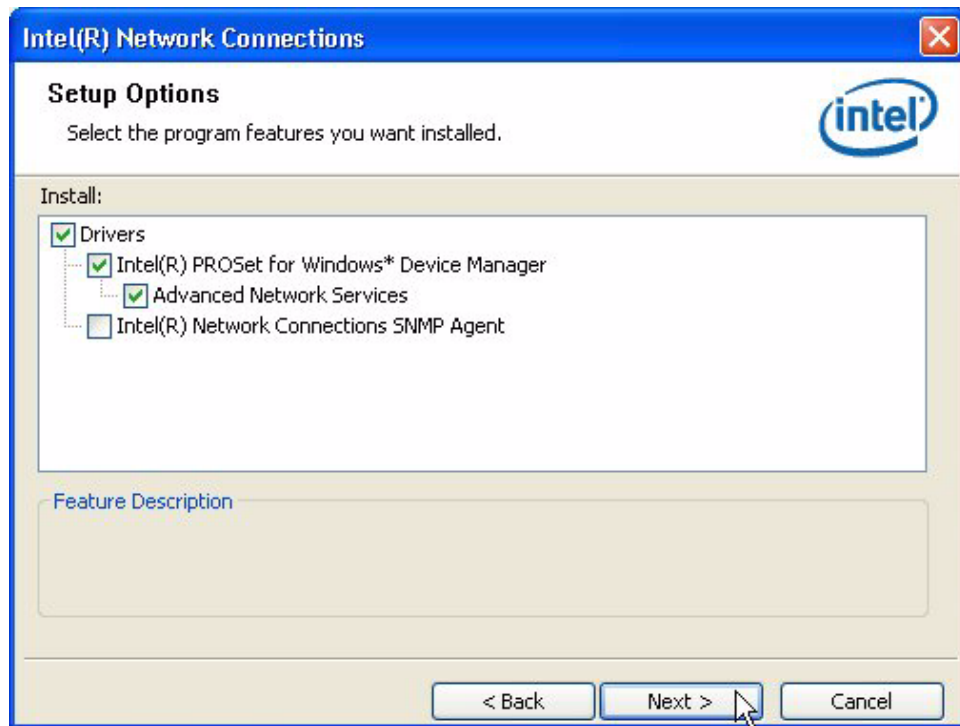 Intel(R) Network Connections
Setup Options
Select the program features you want installed.
intel
Install:
Drivers
Intel(R) PROSet for Windows* Device Manager
Advanced Network Services
Intel(R) Network Connections SNMP Agent
Feature Description
< Back
Next >
Cancel